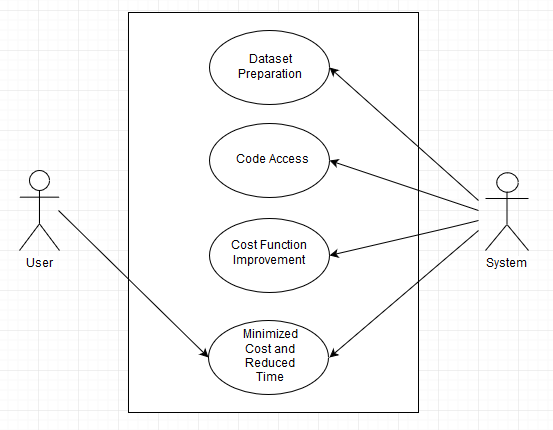 Dataset
Preparation
Code Access
Cost Function
Improvement
User
System
Minimized
Cost and
Reduced
Time